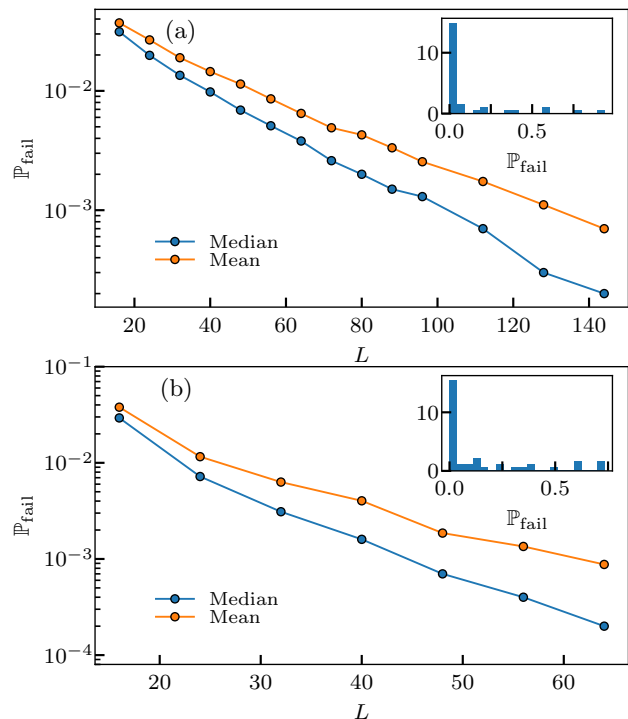 (a)
10
0
0.0 0.5
ℙ_fail
10^{-2}
10^{-3}
ℙ_fail
Median
Mean
20 40 60 80 100 120 140
L
(b)
10
0
0.0 0.5
ℙ_fail
10^{-1}
10^{-2}
10^{-3}
10^{-4}
ℙ_fail
Median
Mean
20 30 40 50 60
L